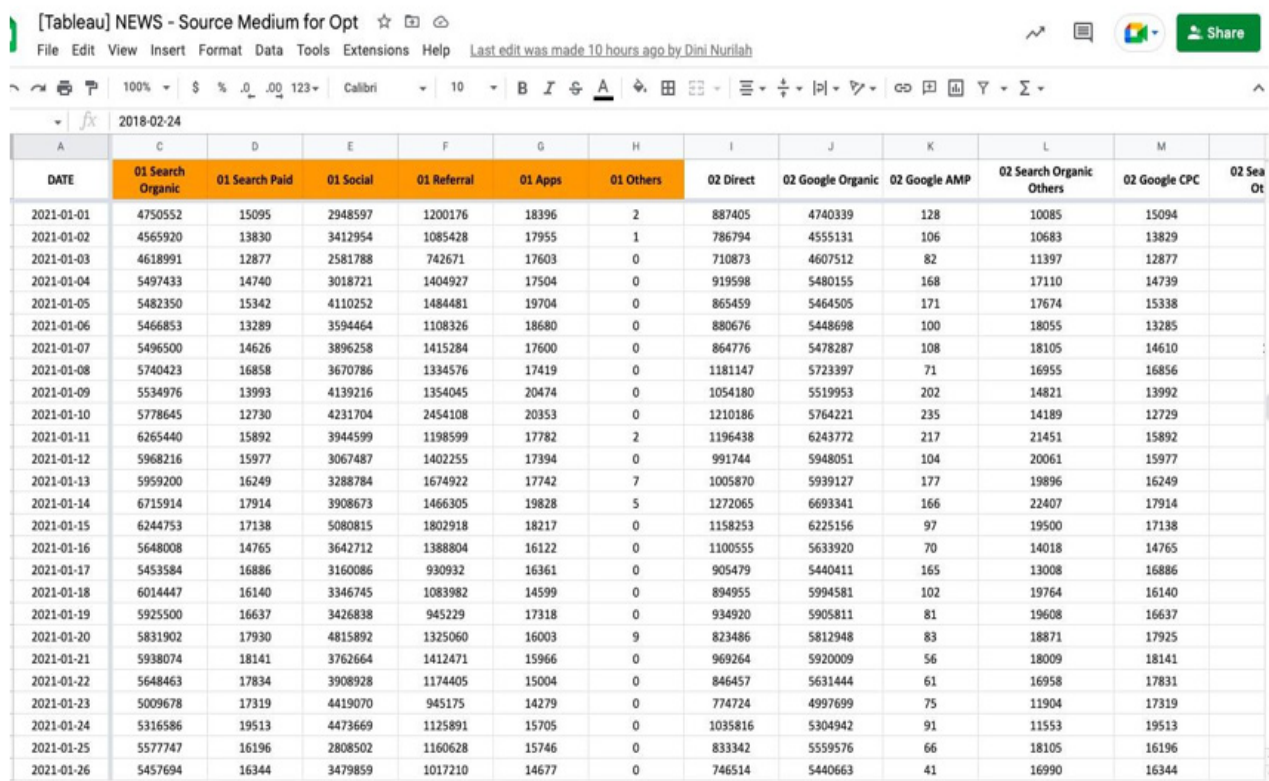 [Tableau] NEWS - Source Medium for Opt
File Edit View Insert Format Data Tools Extensions Help Last edit was made 10 hours ago by Dini Nurilah
Share
100% $ % .0 .00 123 Calibri 10 B I S A
fx 2018-02-24
A C D E F G H I J K L M
DATE 01 Search Organic 01 Search Paid 01 Social 01 Referral 01 Apps 01 Others 02 Direct 02 Google Organic 02 Google AMP 02 Search Organic Others 02 Google CPC 02 Sea Ot
2021-01-01 4750552 15095 2948597 1200176 18396 2 887405 4740339 128 10085 15094
2021-01-02 4565920 13830 3412954 1085428 17955 1 786794 4555131 106 10683 13829
2021-01-03 4618991 12877 2581788 742671 17603 0 710873 4607512 82 11397 12877
2021-01-04 5497433 14740 3018721 1404927 17504 0 919598 5480155 168 17110 14739
2021-01-05 5482350 15342 4110252 1484481 19704 0 865459 5464505 171 17674 15338
2021-01-06 5466853 13289 3594464 1108326 18680 0 880676 5448698 100 18055 13285
2021-01-07 5496500 14626 3896258 1415284 17600 0 864776 5478287 108 18105 14610
2021-01-08 5740423 16858 3670786 1334576 17419 0 1181147 5723397 71 16955 16856
2021-01-09 5534976 13993 4139216 1354045 20474 0 1054180 5519953 202 14821 13992
2021-01-10 5778645 12730 4231704 2454108 20353 0 1210186 5764221 235 14189 12729
2021-01-11 6265440 15892 3944599 1198599 17782 2 1196438 6243772 217 21451 15892
2021-01-12 5968216 15977 3067487 1402255 17394 0 991744 5948051 104 20061 15977
2021-01-13 5959200 16249 3288784 1674922 17742 7 1005870 5939127 177 19896 16249
2021-01-14 6715914 17914 3908673 1466305 19828 5 1272065 6693341 166 22407 17914
2021-01-15 6244753 17138 5080815 1802918 18217 0 1158253 6225156 97 19500 17138
2021-01-16 5648008 14765 3642712 1388804 16122 0 1100555 5633920 70 14018 14765
2021-01-17 5453584 16886 3160086 930932 16361 0 905479 5440411 165 13008 16886
2021-01-18 6014447 16140 3346745 1083982 14599 0 894955 5994581 102 19764 16140
2021-01-19 5925500 16637 3426838 945229 17318 0 934920 5905811 81 19608 16637
2021-01-20 5831902 17930 4815892 1325060 16003 9 823486 5812948 83 18871 17925
2021-01-21 5938074 18141 3762664 1412471 15966 0 969264 5920009 56 18009 18141
2021-01-22 5648463 17834 3908928 1174405 15004 0 846457 5631444 61 16958 17831
2021-01-23 5009678 17319 4419070 945175 14279 0 774724 4997699 75 11904 17319
2021-01-24 5316586 19513 4473669 1125891 15705 0 1035816 5304942 91 11553 19513
2021-01-25 5577747 16196 2808502 1160628 15746 0 833342 5559576 66 18105 16196
2021-01-26 5457694 16344 3479859 1017210 14677 0 746514 5440663 41 16990 16344